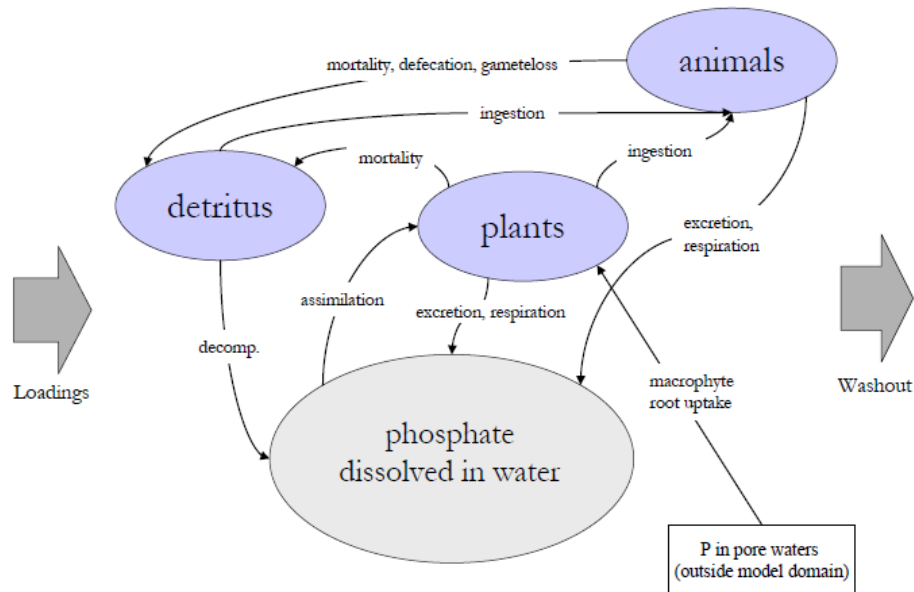 animals
mortality, defecation, gameteloss
ingestion
mortality
ingestion
detritus
plants
excretion,
respiration
assimilation
excretion, respiration
decomp.
Loadings
macrophyte
root uptake
Washout
phosphate
dissolved in water
P in pore waters
(outside model domain)